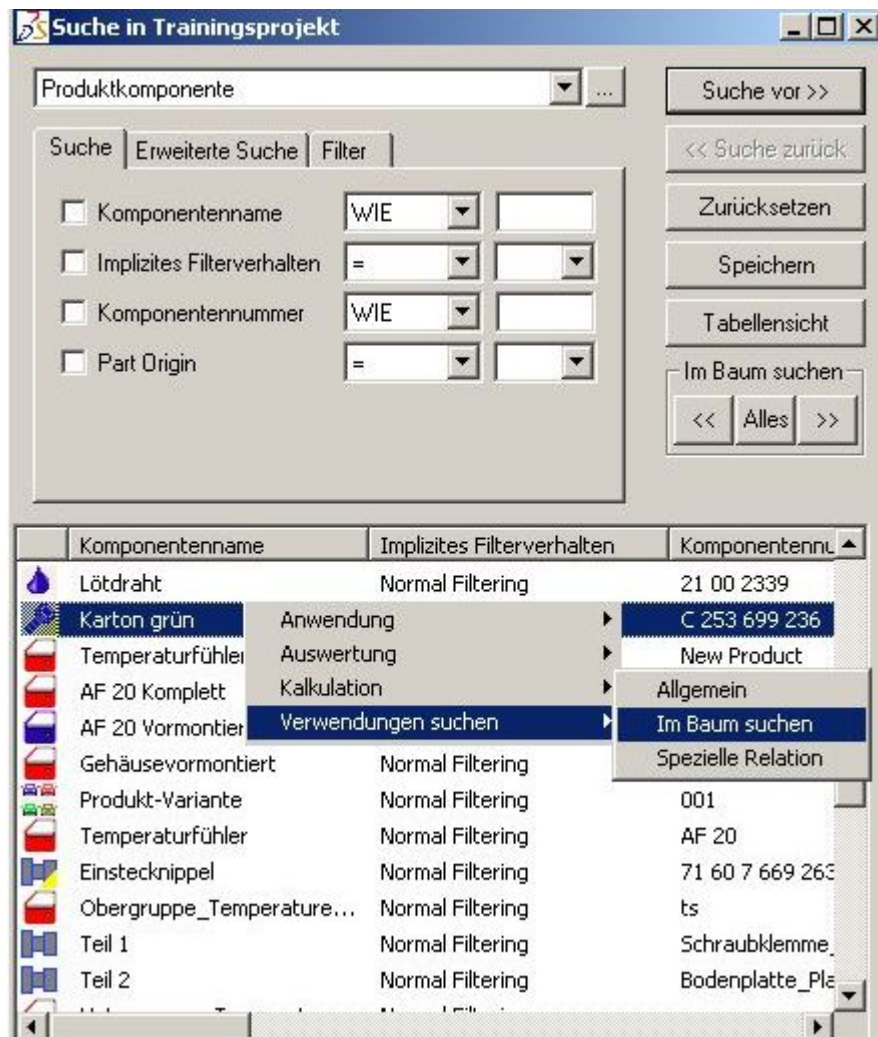 Suche in Trainingsprojekt
Produktkomponente ... Suche vor >>
Suche Erweiterte Suche Filter << Suche zurück
Komponentenname WIE Zurücksetzen
Implizites Filterverhalten = Speichern
Komponentennummer WIE Tabellensicht
Part Origin = Im Baum suchen
<< Alles >>
Komponentenname Implizites Filterverhalten Komponentennu
Lötdraht Normal Filtering 21 00 2339
Karton grün Anwendung C 253 699 236
Temperaturfühler Auswertung New Product
AF 20 Komplett Kalkulation Allgemein
AF 20 Vormontier Verwendungen suchen Im Baum suchen
Gehäusevormontiert Normal Filtering Spezielle Relation
Produkt-Variante Normal Filtering 001
Temperaturfühler Normal Filtering AF 20
Einstecknippel Normal Filtering 71 60 7 669 263
Obergruppe_Temperature... Normal Filtering ts
Teil 1 Normal Filtering Schraubklemme_
Teil 2 Normal Filtering Bodenplatte_Pla